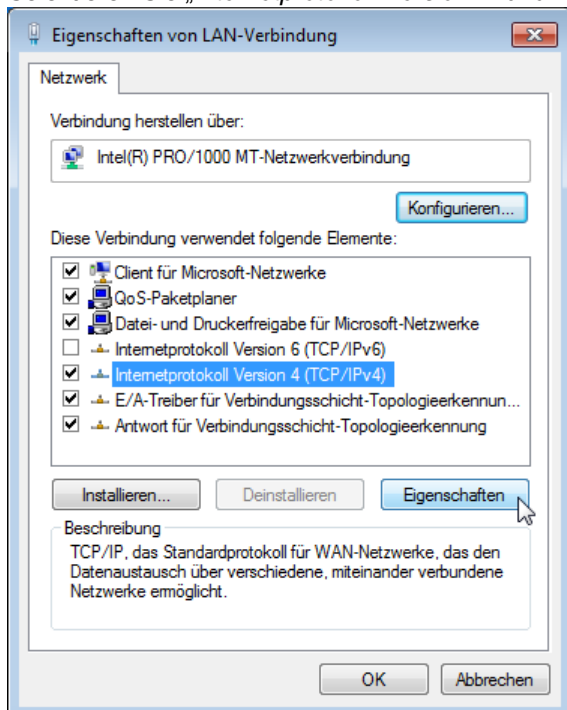 Eigenschaften von LAN-Verbindung
Netzwerk
Verbindung herstellen über:
Intel(R) PRO/1000 MT-Netzwerkverbindung
Konfigurieren...
Diese Verbindung verwendet folgende Elemente:
Client für Microsoft-Netzwerke
QoS-Paketplaner
Datei- und Druckerfreigabe für Microsoft-Netzwerke
Internetprotokoll Version 6 (TCP/IPv6)
Internetprotokoll Version 4 (TCP/IPv4)
E/A-Treiber für Verbindungsschicht-Topologieerkennun...
Antwort für Verbindungsschicht-Topologieerkennung
Installieren... Deinstallieren Eigenschaften
Beschreibung
TCP/IP, das Standardprotokoll für WAN-Netzwerke, das den
Datenaustausch über verschiedene, miteinander verbundene
Netzwerke ermöglicht.
OK Abbrechen